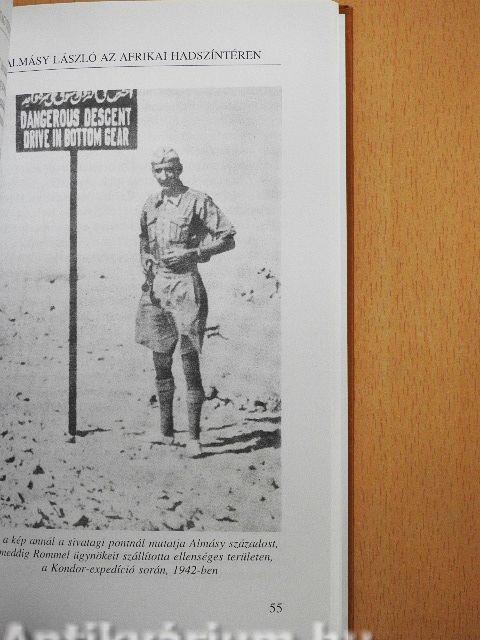 ALMÁSY LÁSZLÓ AZ AFRIKAI HADSZÍNTÉREN
DANGEROUS DESCENT
DRIVE IN BOTTOM GEAR
a kép annál a sivatagi pontnál mutatja Almásy századost,
meddig Rommel ügynökeit szállította ellenséges területen,
a Kondor-expedíció során, 1942-ben
55
Antikvárium.hu